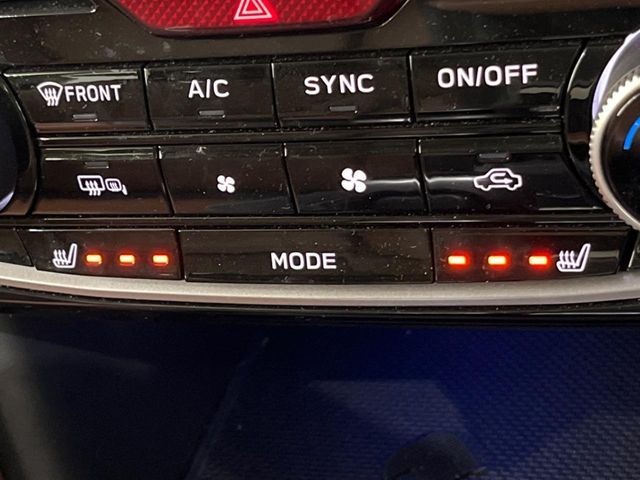 FRONT A/C SYNC ON/OFF
MODE